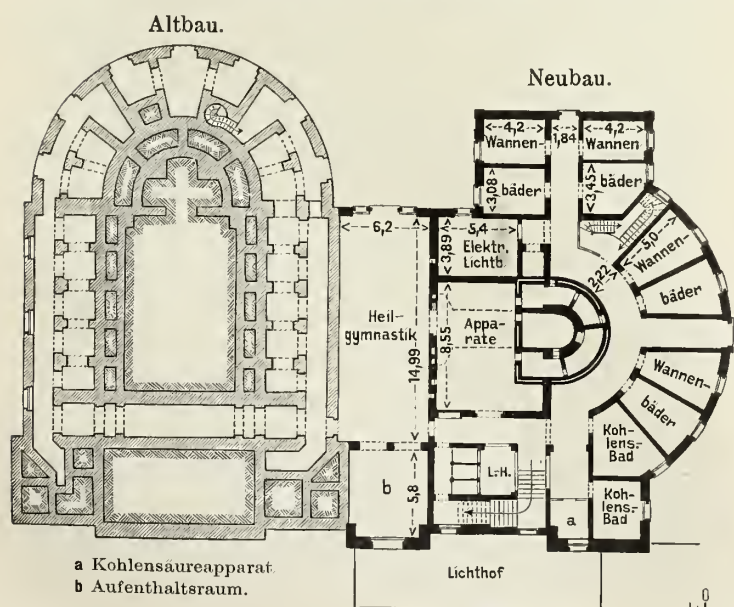 Altbau.
Neubau.
4,2
Wannen
1,84
4,2
Wannen
3,08
bäder
3,45
bäder
6,2
5,4
3,89
Elektr.
Lichtb.
5,0
Wannen-
2,22
bäder
Heil-
gymnastik
14,99
8,55
Appa-
rate
Wannen-
bäder
Kohlens.-
Bad
Kohlens.-
Bad
L.-H.
b
5,8
a
a Kohlensäureapparat
b Aufenthaltsraum.
Lichthof
0